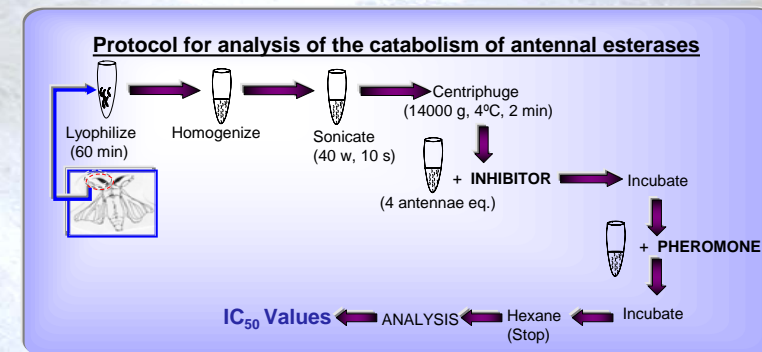 Protocol for analysis of the catabolism of antennal esterases
Lyophilize
(60 min)
Homogenize
Sonicate
(40 w, 10 s)
Centriphuge
(14000 g, 4ºC, 2 min)
(4 antennae eq.)
+ INHIBITOR
Incubate
+ PHEROMONE
Incubate
Hexane
(Stop)
ANALYSIS
IC50 Values